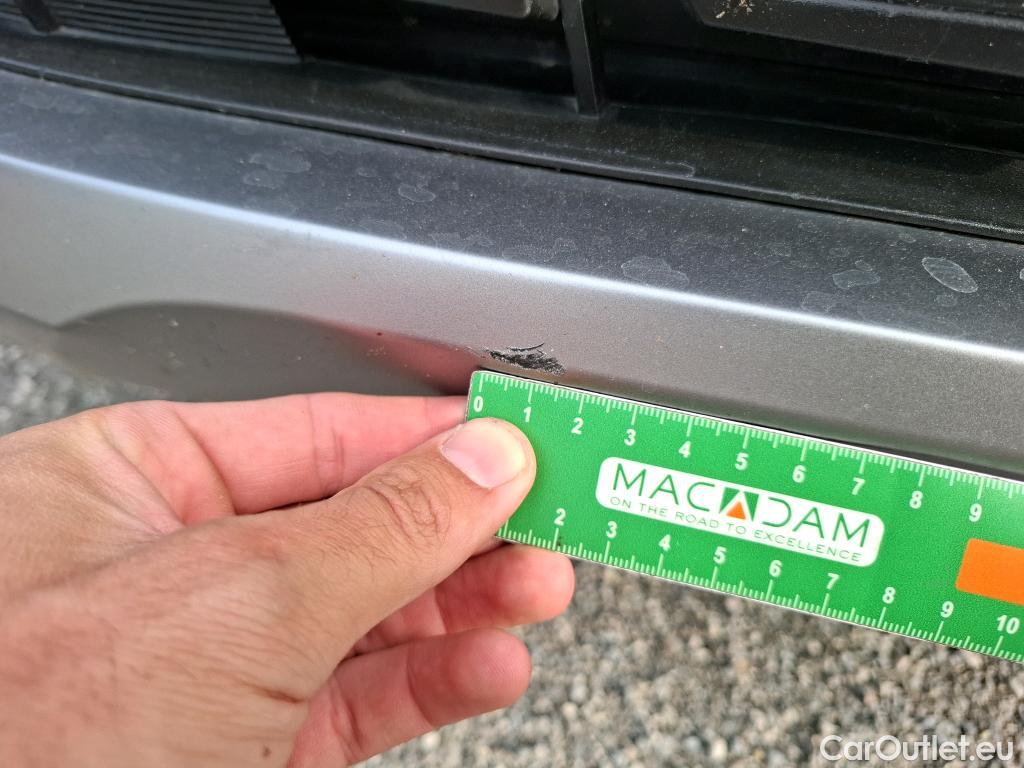 0 1 2 3 4 5 6 7 8 9
MACADAM
ON THE ROAD TO EXCELLENCE
2 3 4 5 6 7 8 9 10
CarOutlet.eu